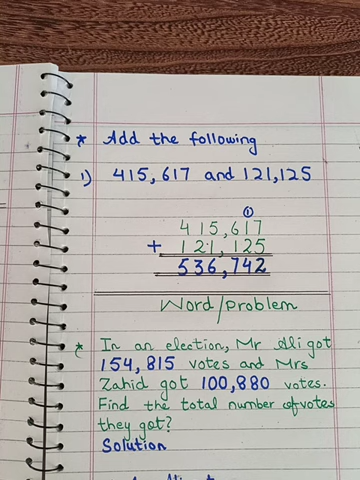 * Add the following
1) 415,617 and 121,125
1
415,617
+ 121,125
536,742
Word/Problem
* In an election, Mr Ali got
154,815 votes and Mrs
Zahid got 100,880 votes.
Find the total number of votes
they got?
Solution